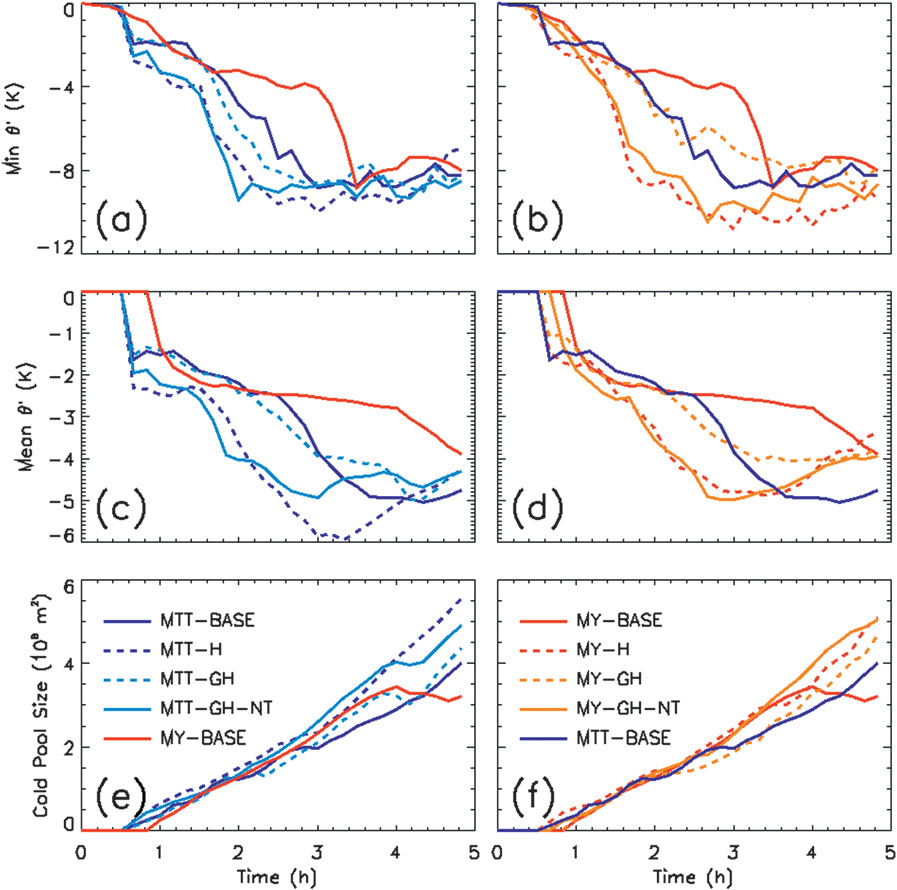 0
-4
-8
-12
Min θ' (K)
(a)
(b)
0
-1
-2
-3
-4
-5
-6
Mean θ' (K)
(c)
(d)
6
4
2
0
Cold Pool Size (10⁹ m²)
MTT-BASE
MTT-H
MTT-GH
MTT-GH-NT
MY-BASE
(e)
MY-BASE
MY-H
MY-GH
MY-GH-NT
MTT-BASE
(f)
0 1 2 3 4 5
0 1 2 3 4 5
Time (h)
Time (h)